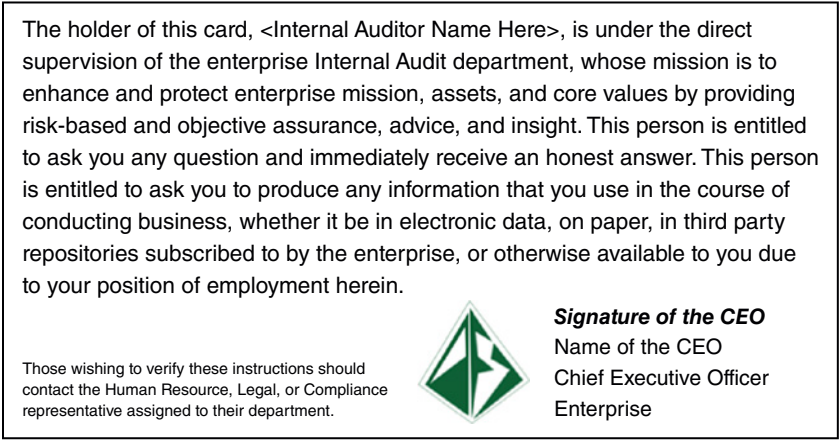 The holder of this card, <Internal Auditor Name Here>, is under the direct
supervision of the enterprise Internal Audit department, whose mission is to
enhance and protect enterprise mission, assets, and core values by providing
risk-based and objective assurance, advice, and insight. This person is entitled
to ask you any question and immediately receive an honest answer. This person
is entitled to ask you to produce any information that you use in the course of
conducting business, whether it be in electronic data, on paper, in third party
repositories subscribed to by the enterprise, or otherwise available to you due
to your position of employment herein.
Those wishing to verify these instructions should
contact the Human Resource, Legal, or Compliance
representative assigned to their department.
Signature of the CEO
Name of the CEO
Chief Executive Officer
Enterprise